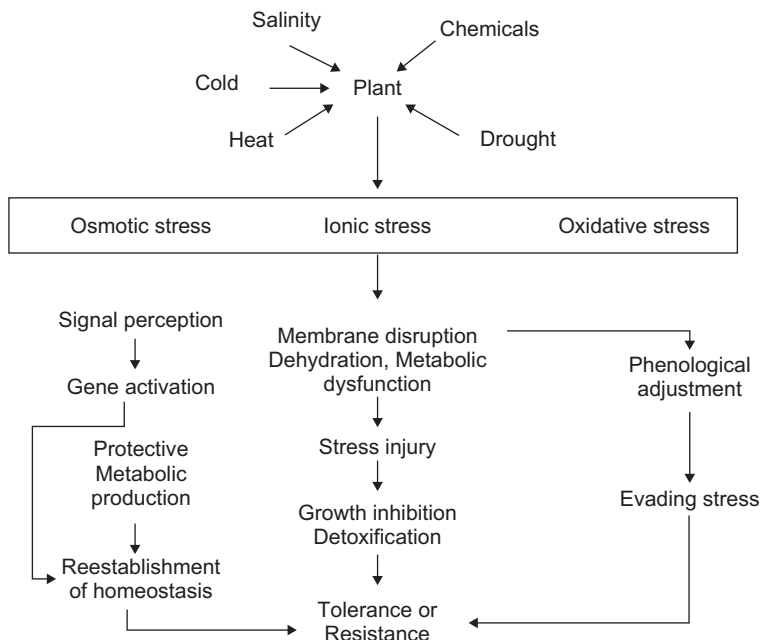 Salinity
Chemicals
Cold
Plant
Heat
Drought
Osmotic stress Ionic stress Oxidative stress
Signal perception
Gene activation
Protective
Metabolic
production
Reestablishment
of homeostasis
Membrane disruption
Dehydration, Metabolic
dysfunction
Stress injury
Growth inhibition
Detoxification
Tolerance or
Resistance
Phenological
adjustment
Evading stress